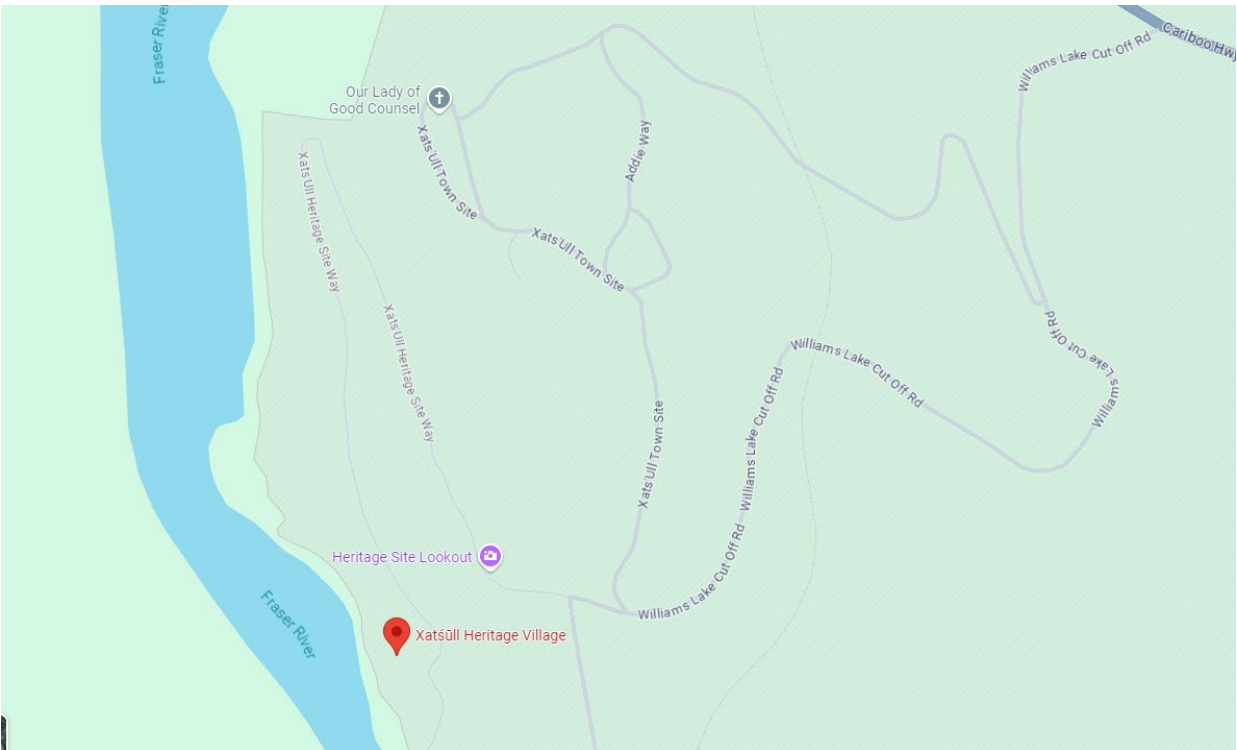 Fraser River
Cariboo Hwy
Williams Lake Cut Off Rd
Our Lady of
Good Counsel
Xats'Ull Town Site
Addie Way
Xats'Ull Heritage Site Way
Xats'Ull Town Site
Xats'Ull Heritage Site Way
Williams Lake Cut Off Rd
Williams Lake Cut Off Rd
Williams Lake Cut Off Rd
Xats'Ull Town Site
Williams Lake Cut Off Rd
Heritage Site Lookout
Williams Lake Cut Off Rd
Fraser River
Xatśūll Heritage Village